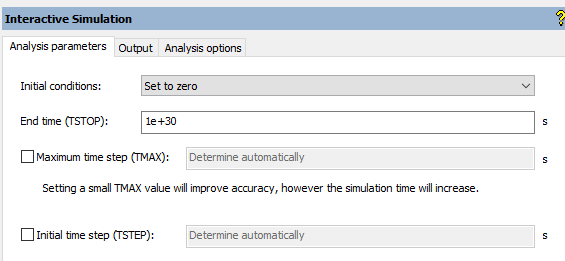 Interactive Simulation
Analysis parameters Output Analysis options
Initial conditions: Set to zero
End time (TSTOP): 1e+30 s
Maximum time step (TMAX): Determine automatically s
Setting a small TMAX value will improve accuracy, however the simulation time will increase.
Initial time step (TSTEP): Determine automatically s